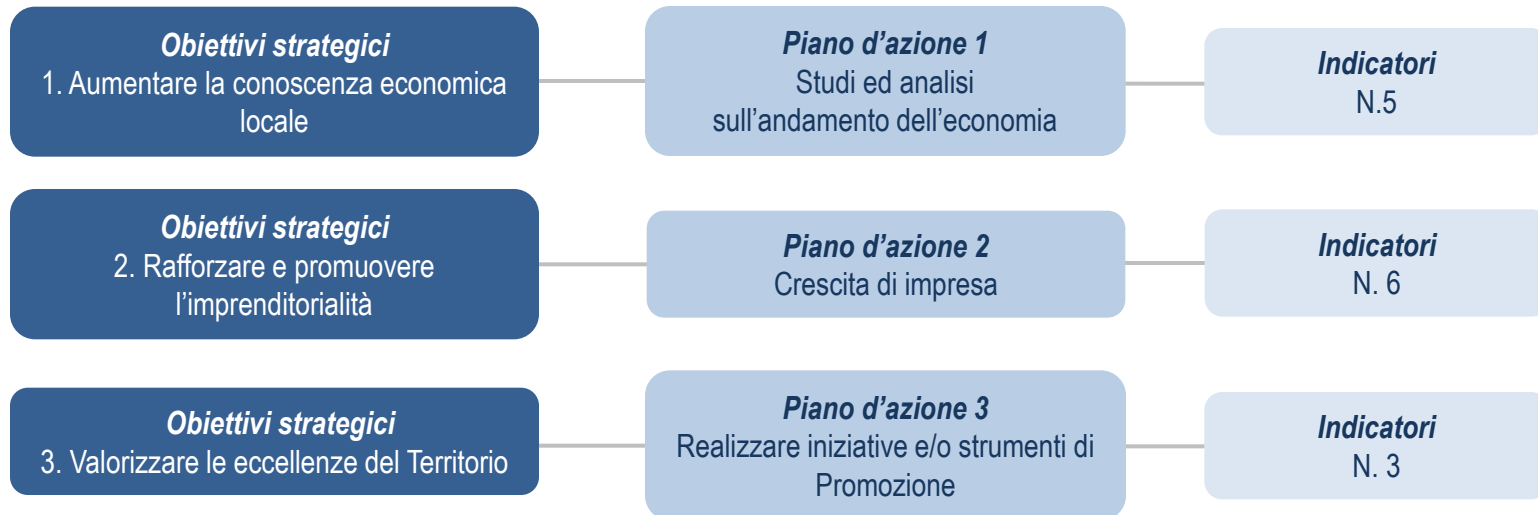 Obiettivi strategici
1. Aumentare la conoscenza economica
locale
Piano d’azione 1
Studi ed analisi
sull’andamento dell’economia
Indicatori
N.5
Obiettivi strategici
2. Rafforzare e promuovere
l’imprenditorialità
Piano d’azione 2
Crescita di impresa
Indicatori
N. 6
Obiettivi strategici
3. Valorizzare le eccellenze del Territorio
Piano d’azione 3
Realizzare iniziative e/o strumenti di
Promozione
Indicatori
N. 3